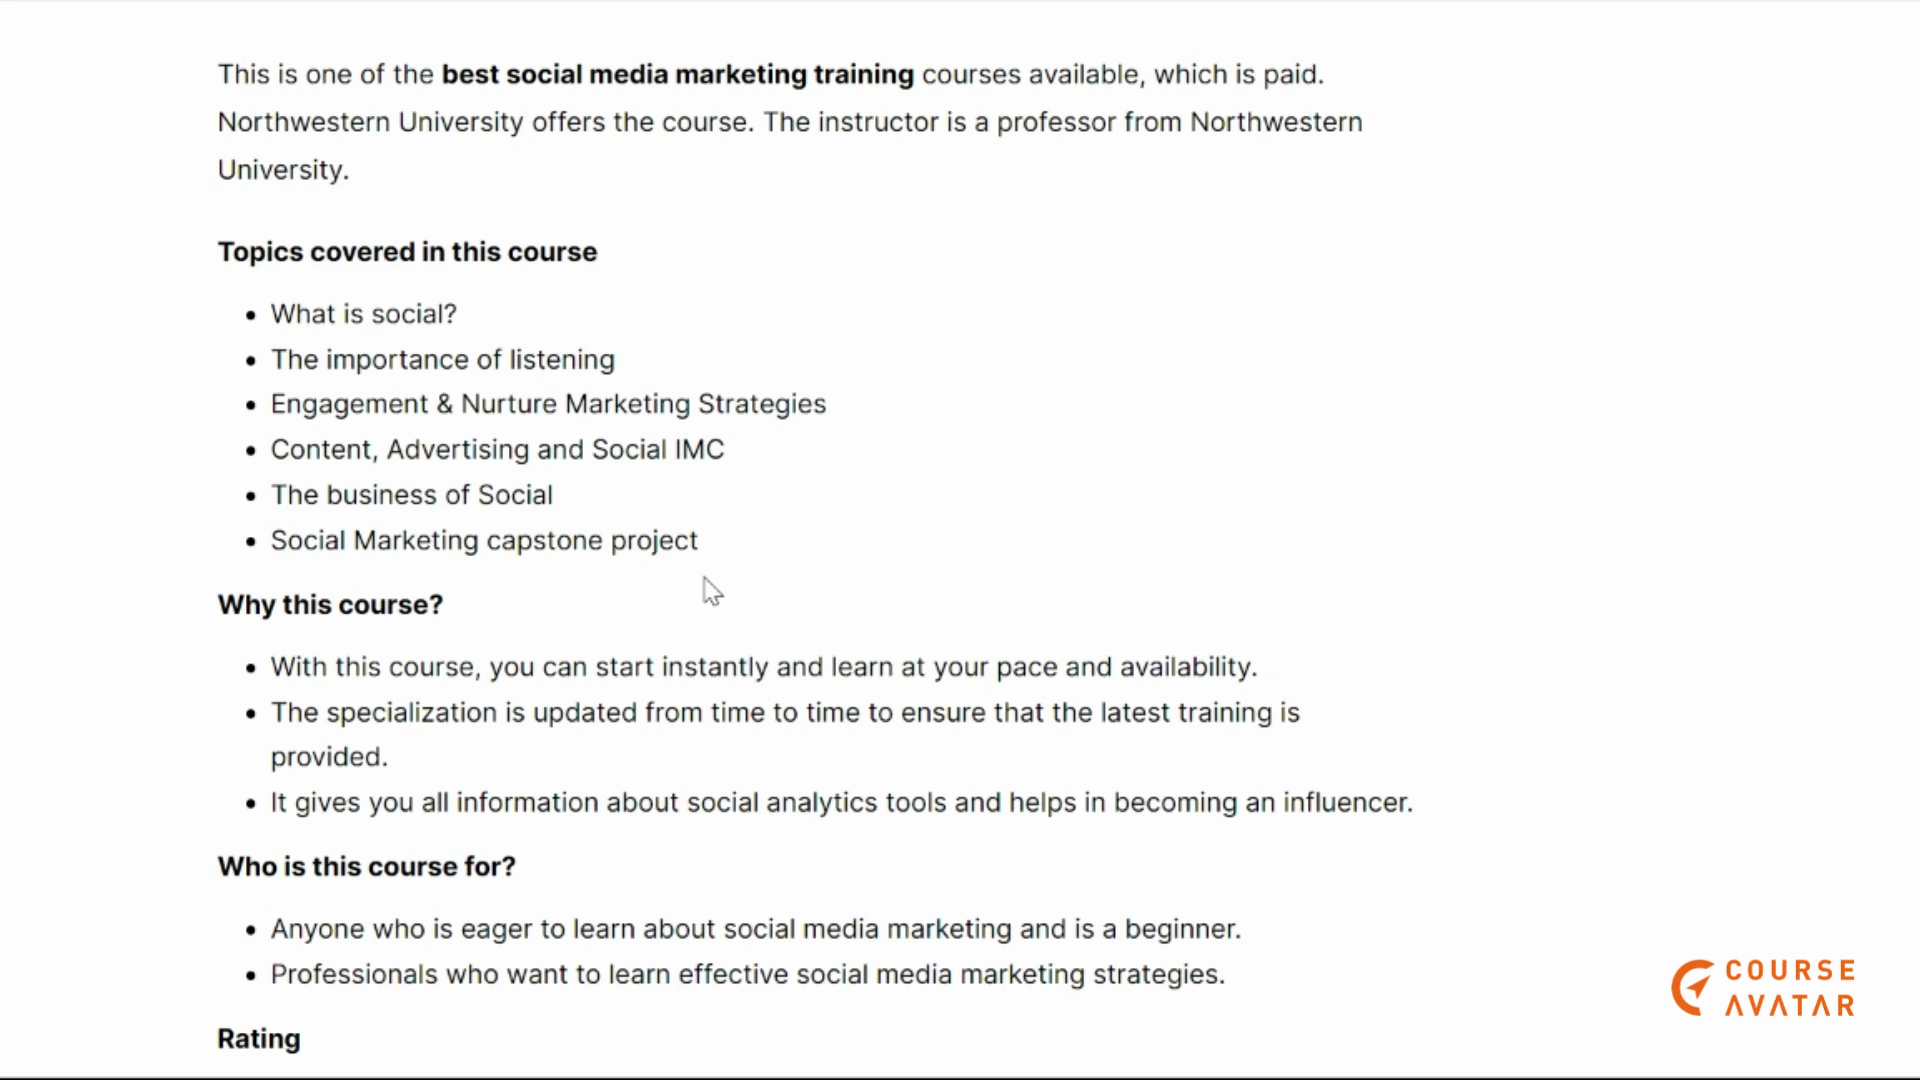 This is one of the best social media marketing training courses available, which is paid.
Northwestern University offers the course. The instructor is a professor from Northwestern
University.
Topics covered in this course
• What is social?
• The importance of listening
• Engagement & Nurture Marketing Strategies
• Content, Advertising and Social IMC
• The business of Social
• Social Marketing capstone project
Why this course?
• With this course, you can start instantly and learn at your pace and availability.
• The specialization is updated from time to time to ensure that the latest training is
provided.
• It gives you all information about social analytics tools and helps in becoming an influencer.
Who is this course for?
• Anyone who is eager to learn about social media marketing and is a beginner.
• Professionals who want to learn effective social media marketing strategies.
Rating
COURSE
AVATAR